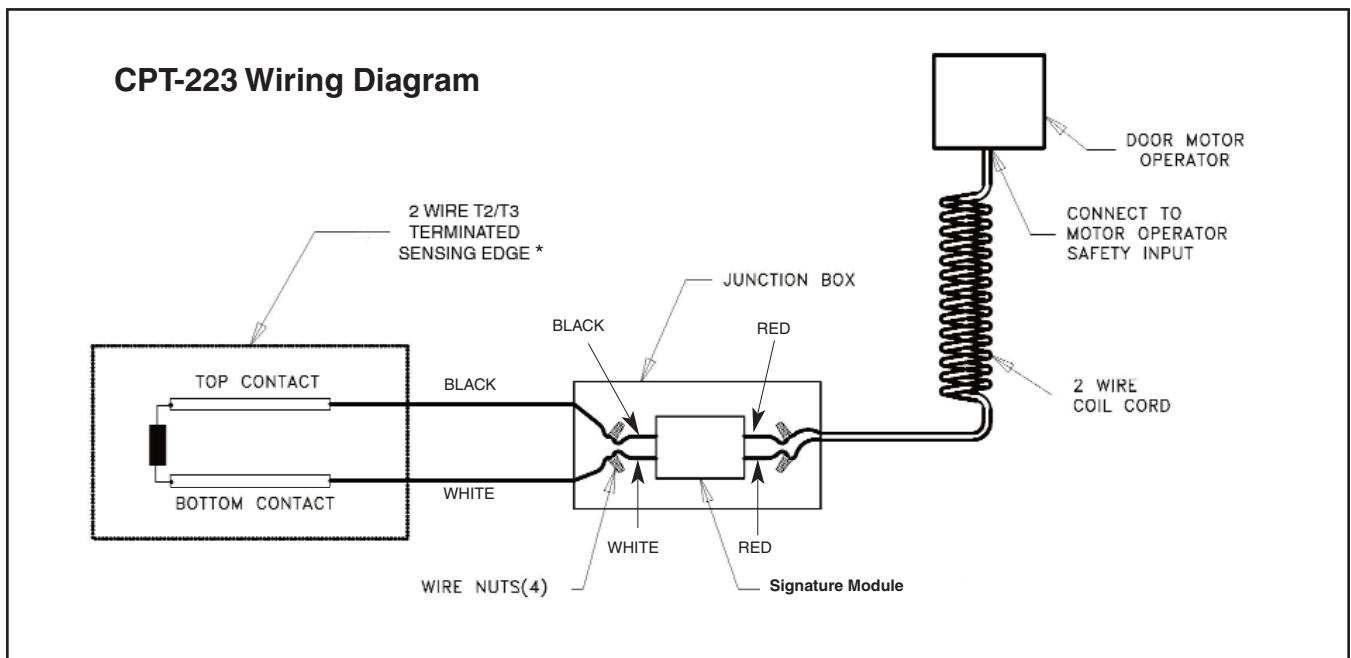 CPT-223 Wiring Diagram
DOOR MOTOR
OPERATOR
2 WIRE T2/T3
TERMINATED
SENSING EDGE *
CONNECT TO
MOTOR OPERATOR
SAFETY INPUT
JUNCTION BOX
BLACK
RED
TOP CONTACT
BLACK
2 WIRE
COIL CORD
BOTTOM CONTACT
WHITE
WHITE
RED
WIRE NUTS(4)
Signature Module